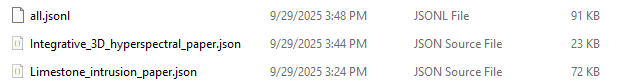 all.jsonl 9/29/2025 3:48 PM JSONL File 91 KB
Integrative_3D_hyperspectral_paper.json 9/29/2025 3:44 PM JSON Source File 23 KB
Limestone_intrusion_paper.json 9/29/2025 3:24 PM JSON Source File 72 KB